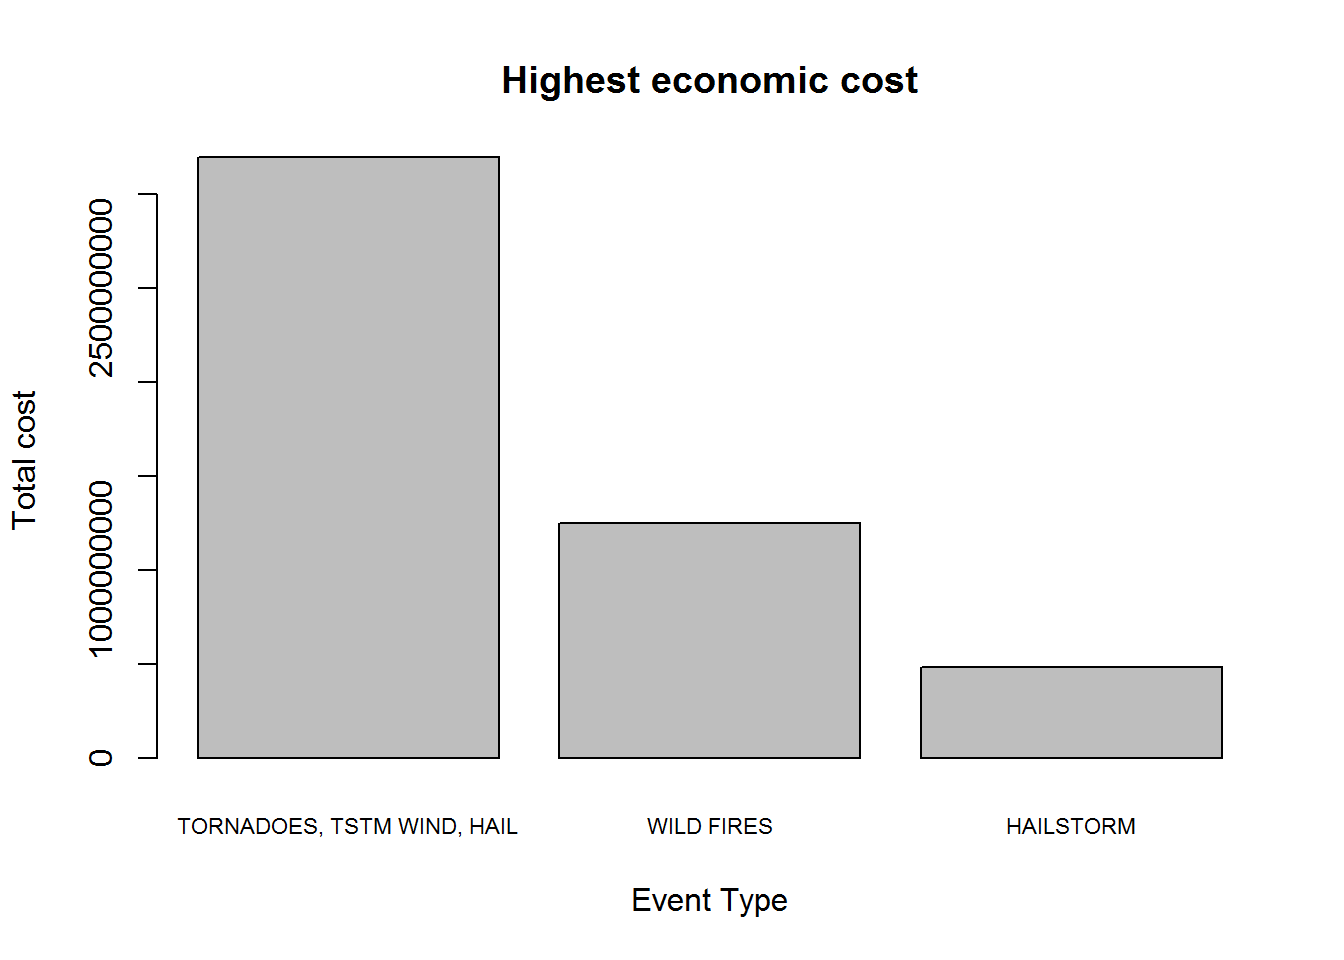 Highest economic cost
Total cost
2500000000
1000000000
0
TORNADOES, TSTM WIND, HAIL
WILD FIRES
HAILSTORM
Event Type